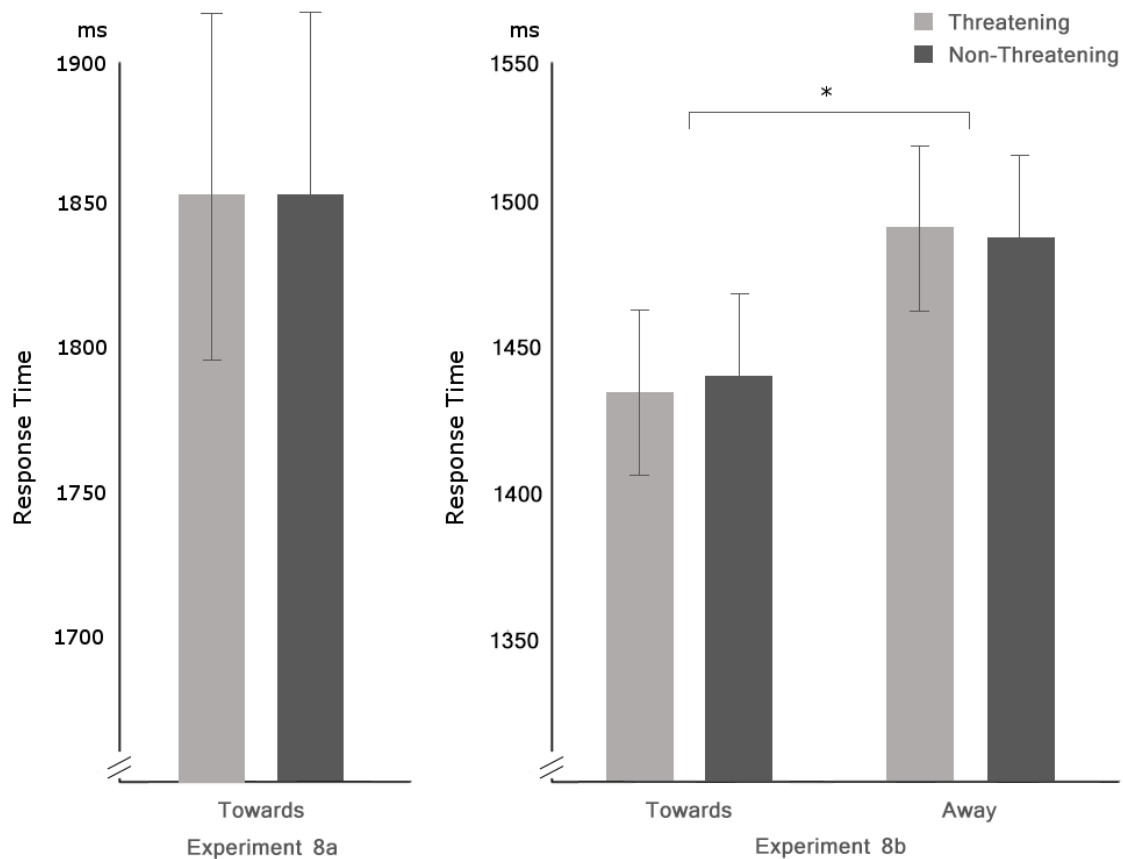 ms
1900
1850
1800
1750
1700
Response Time
Towards
Experiment 8a
ms
1550
1500
1450
1400
1350
Response Time
*
Threatening
Non-Threatening
Towards
Away
Experiment 8b